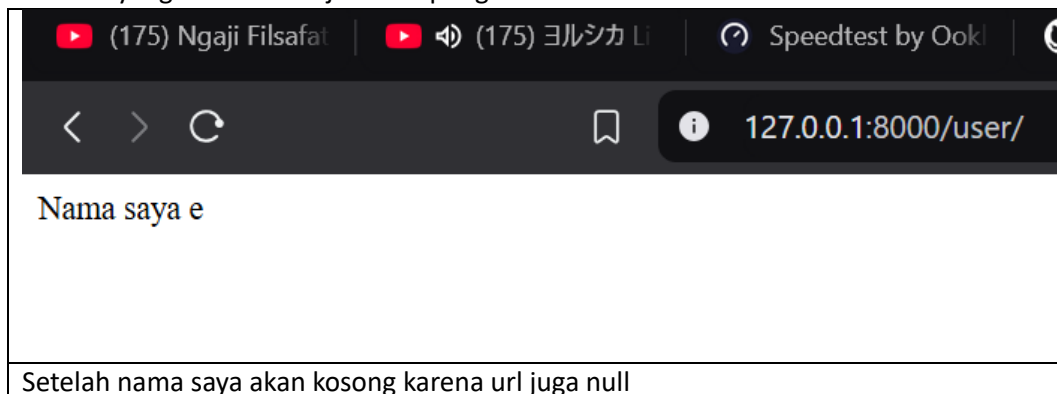 (175) Ngaji Filsafat
(175) ヨルシカ Li
Speedtest by Ookl
127.0.0.1:8000/user/
Nama saya e
Setelah nama saya akan kosong karena url juga null